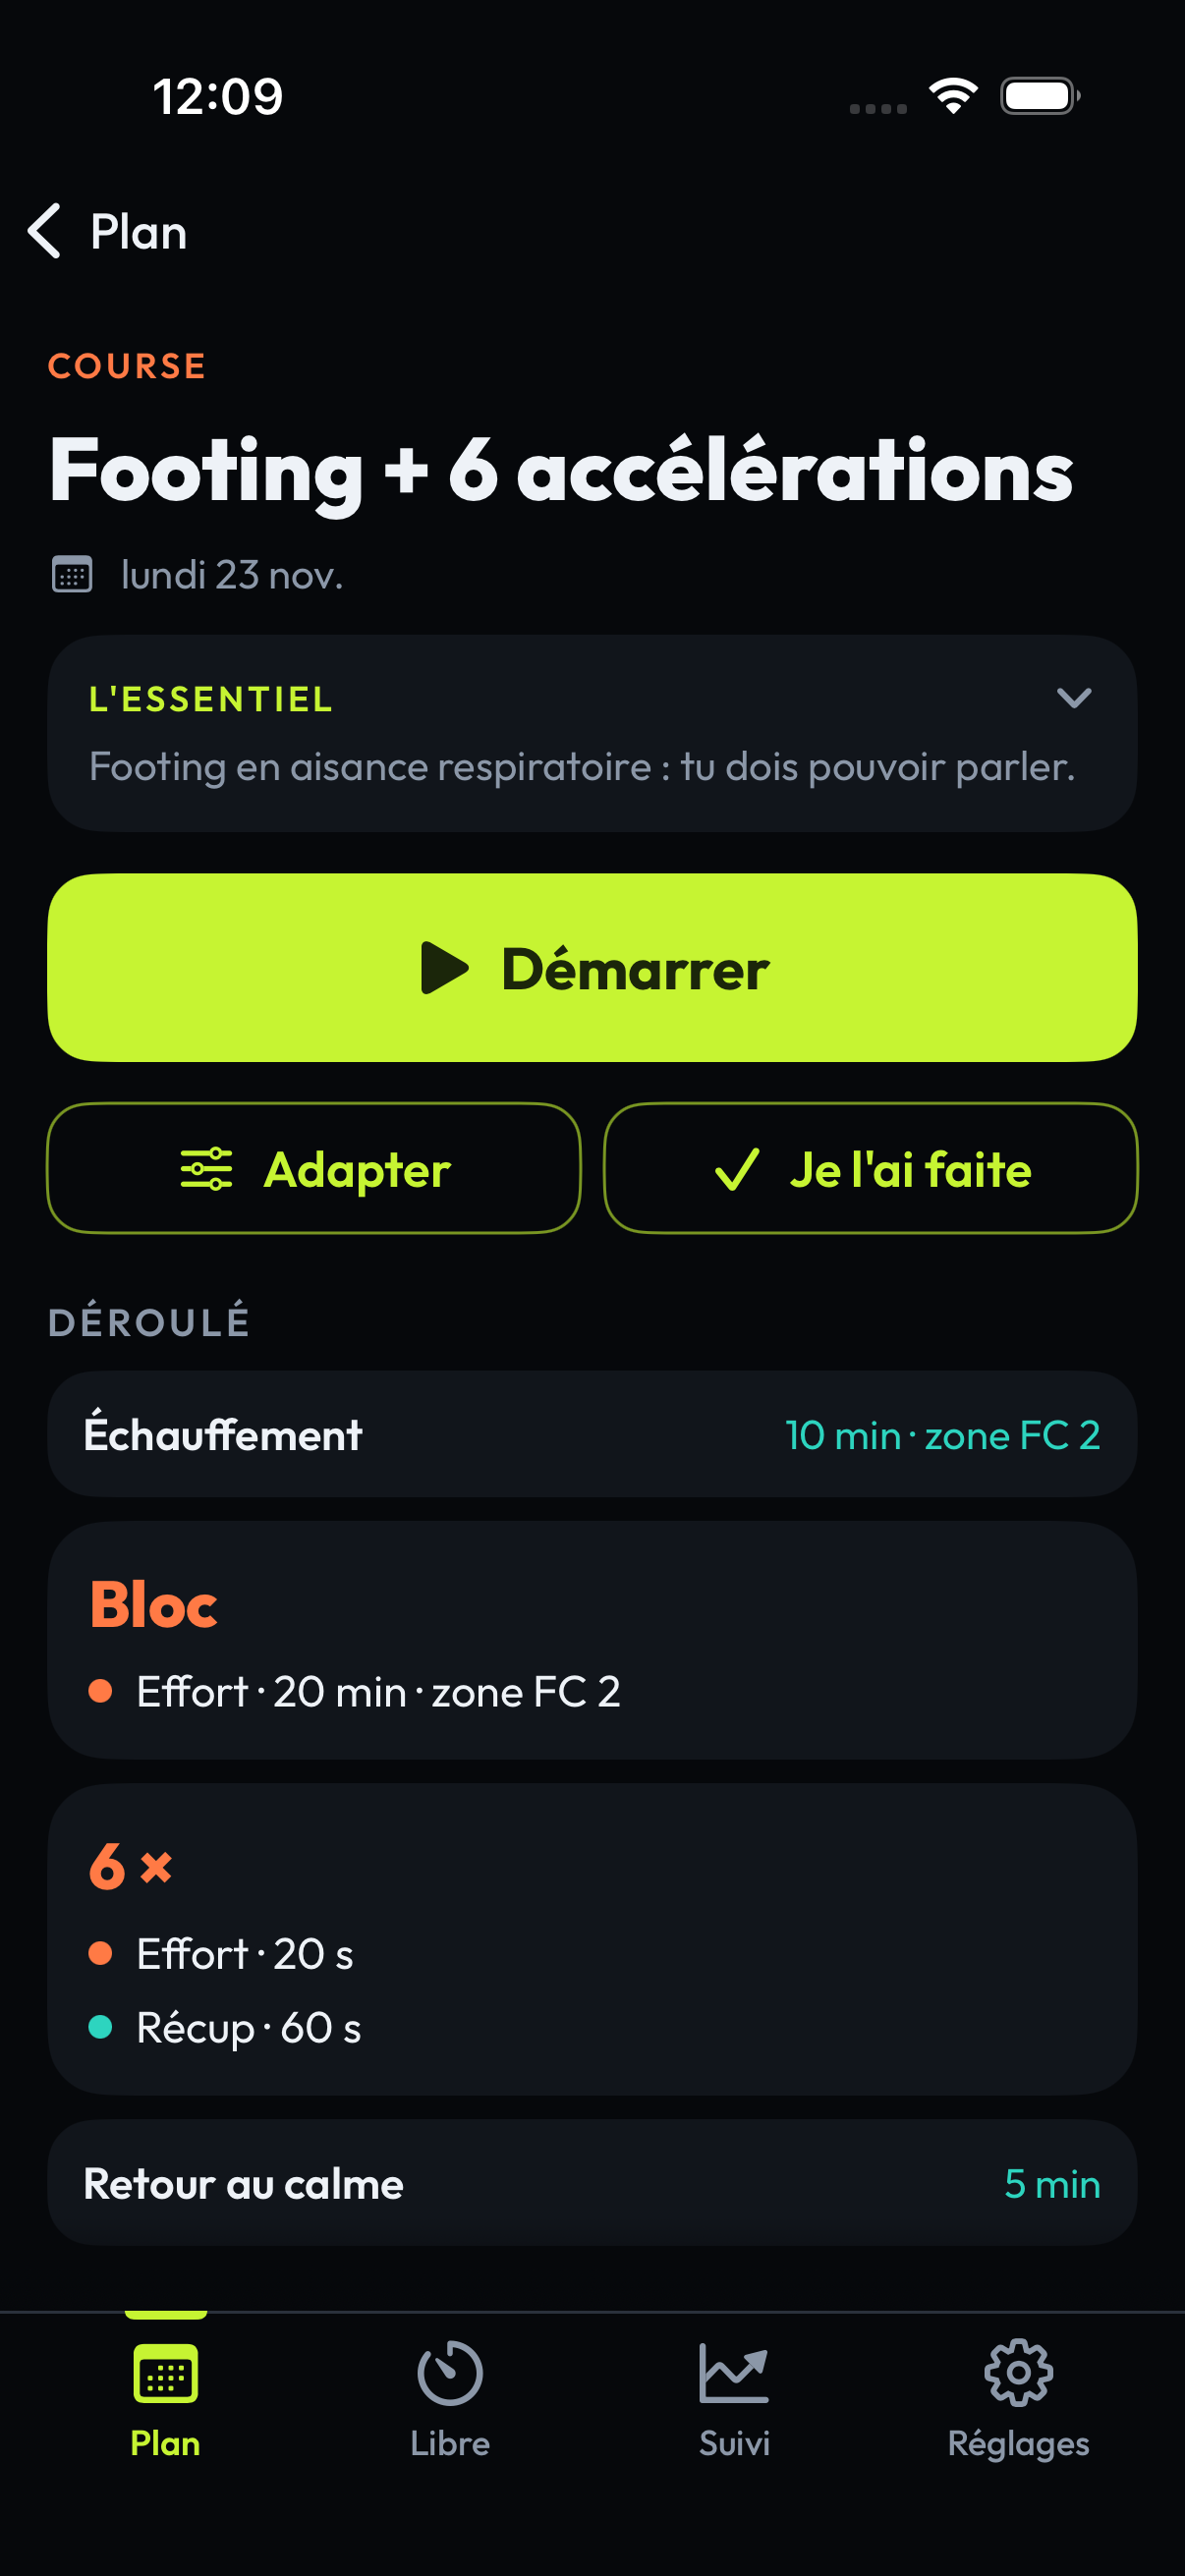 12:09
Plan
COURSE
Footing + 6 accélérations
lundi 23 nov.
L'ESSENTIEL
Footing en aisance respiratoire : tu dois pouvoir parler.
Démarrer
Adapter
Je l'ai faite
DÉROULÉ
Échauffement
10 min · zone FC 2
Bloc
Effort · 20 min · zone FC 2
6 ×
Effort · 20 s
Récup · 60 s
Retour au calme
5 min
Plan
Libre
Suivi
Réglages